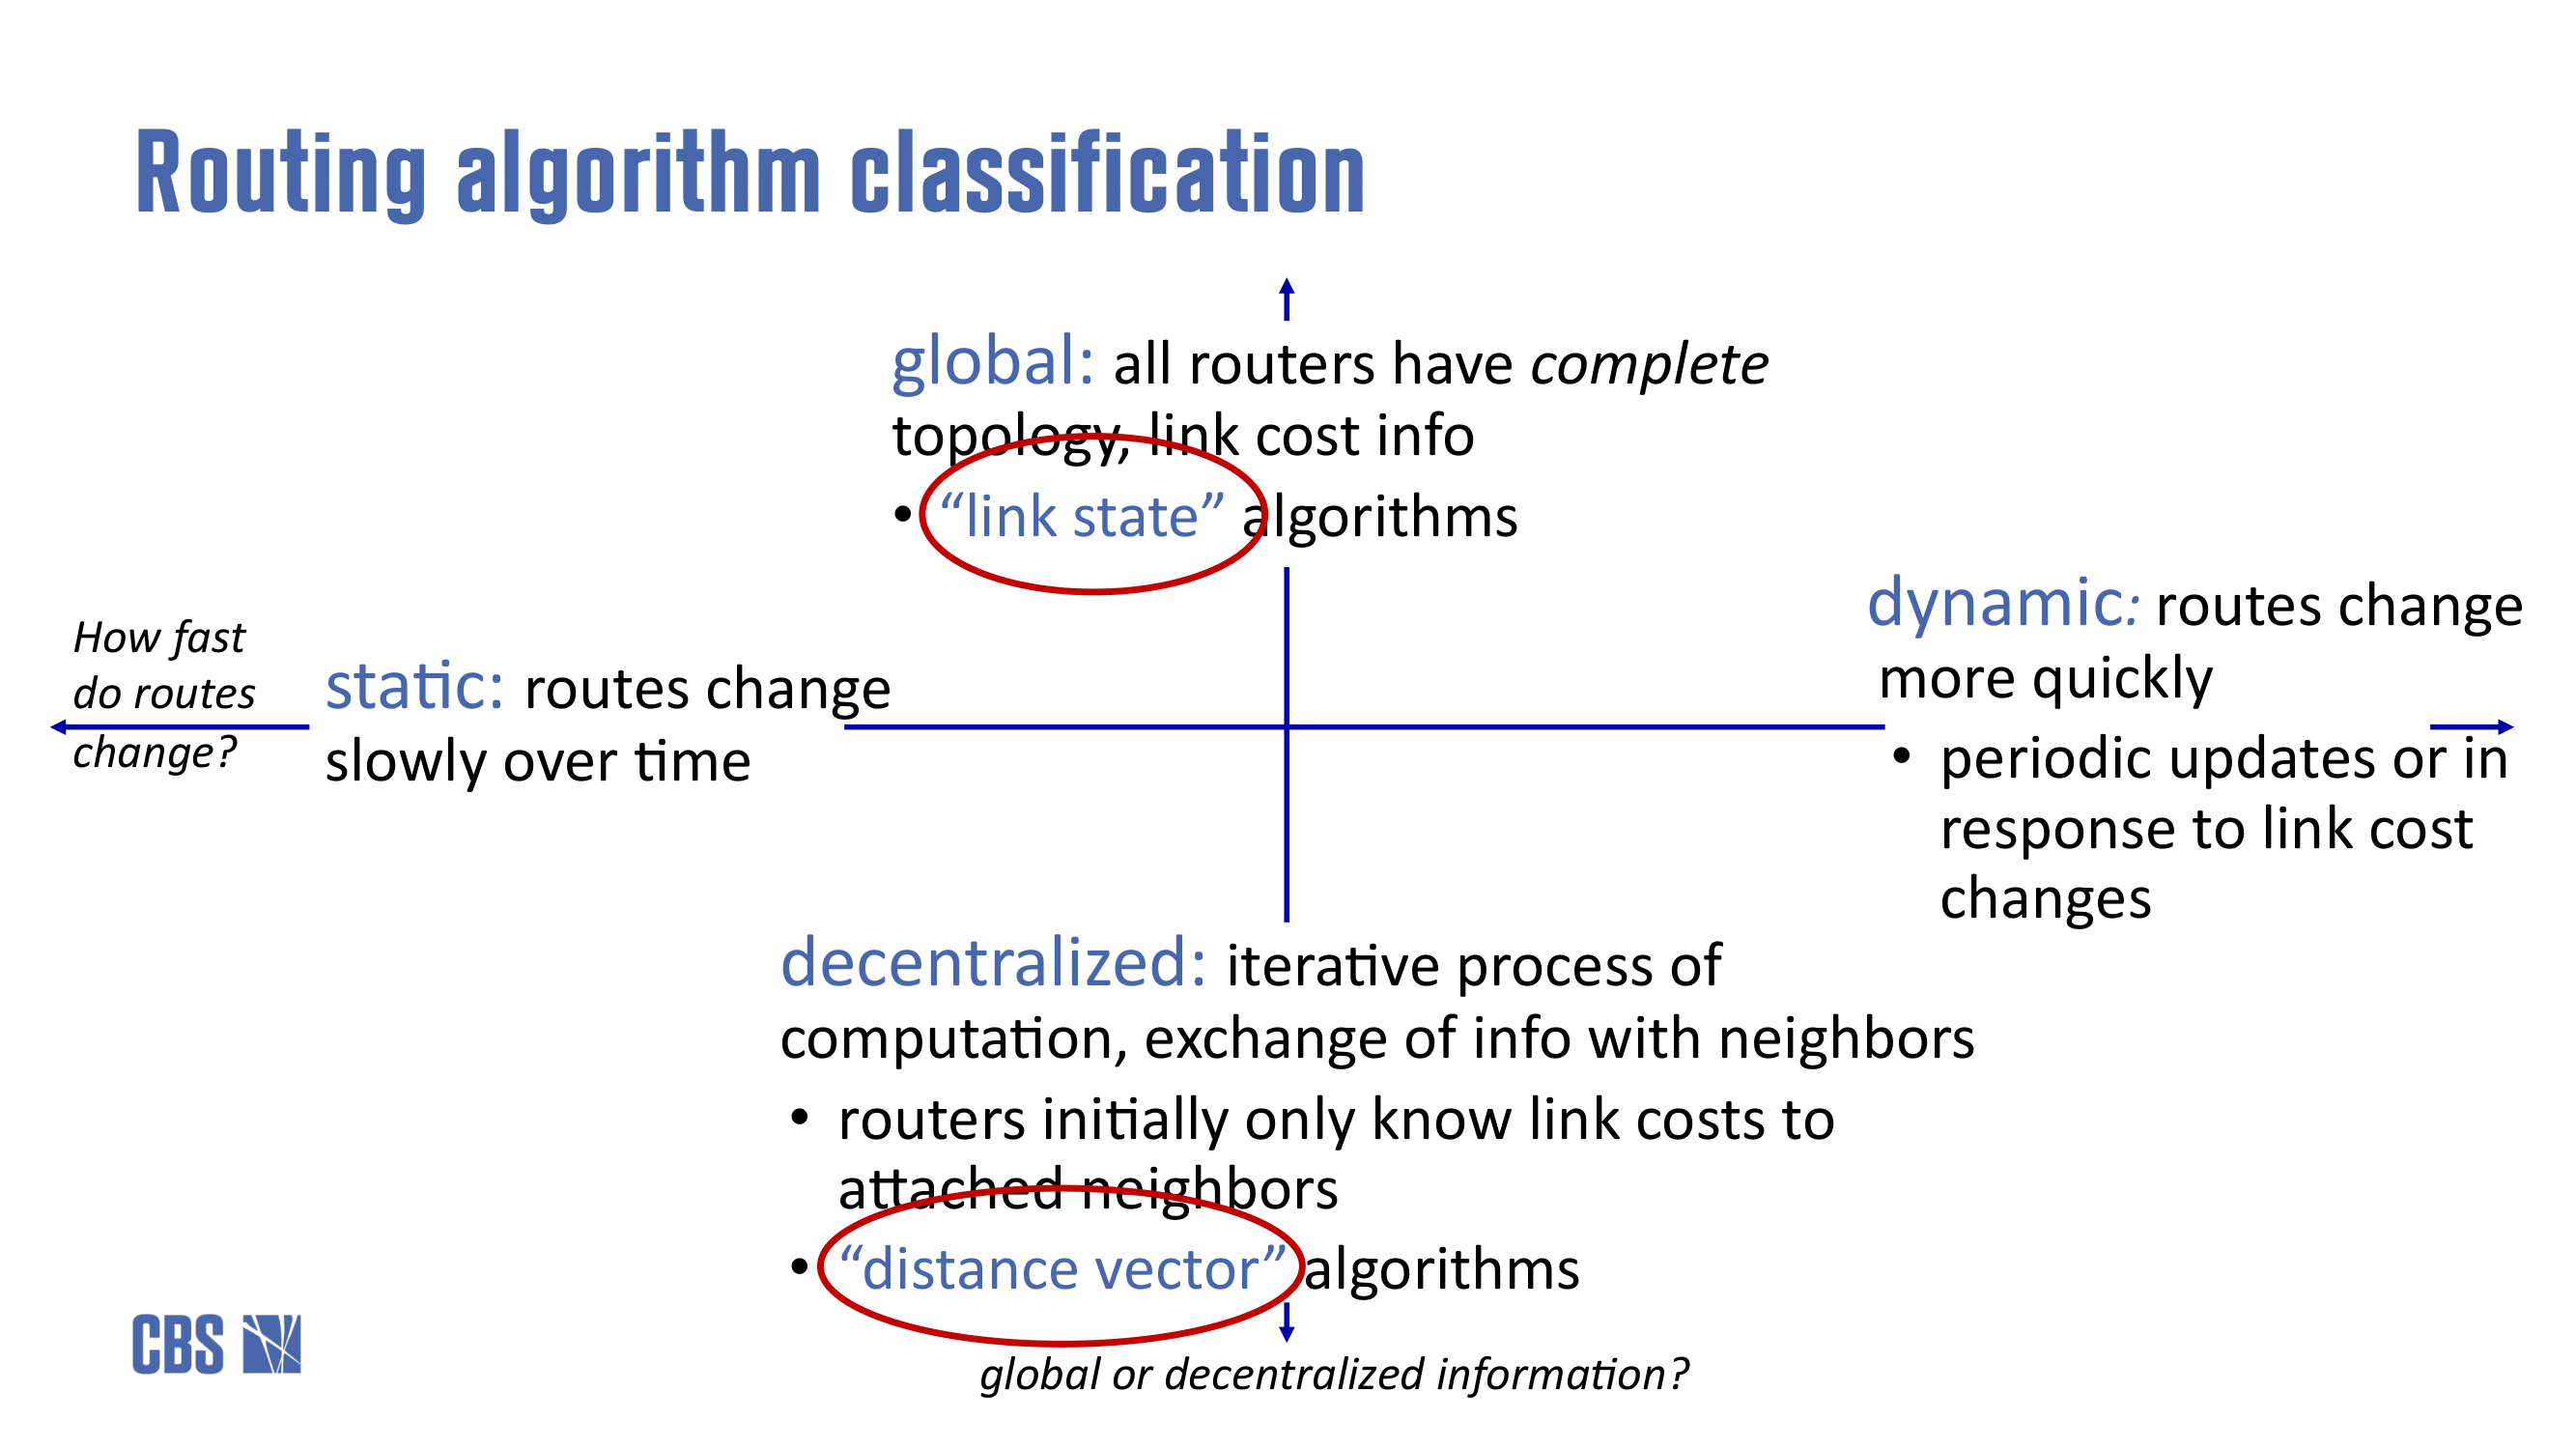 Routing algorithm classification
global: all routers have complete
topology, link cost info
• “link state” algorithms
How fast
do routes
change?
static: routes change
slowly over time
dynamic: routes change
more quickly
• periodic updates or in
response to link cost
changes
decentralized: iterative process of
computation, exchange of info with neighbors
• routers initially only know link costs to
attached neighbors
• “distance vector” algorithms
global or decentralized information?
CBS